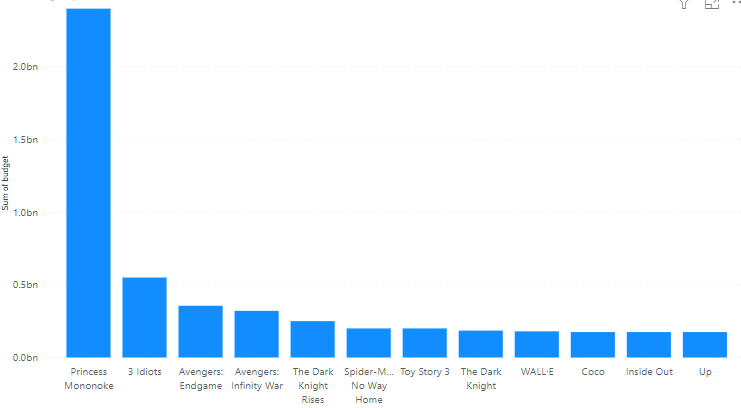 2.0bn
1.5bn
1.0bn
0.5bn
0.0bn
Sum of budget
Princess
Mononoke
3 Idiots
Avengers:
Endgame
Avengers:
Infinity War
The Dark
Knight
Rises
Spider-M...
No Way
Home
Toy Story 3
The Dark
Knight
WALL·E
Coco
Inside Out
Up